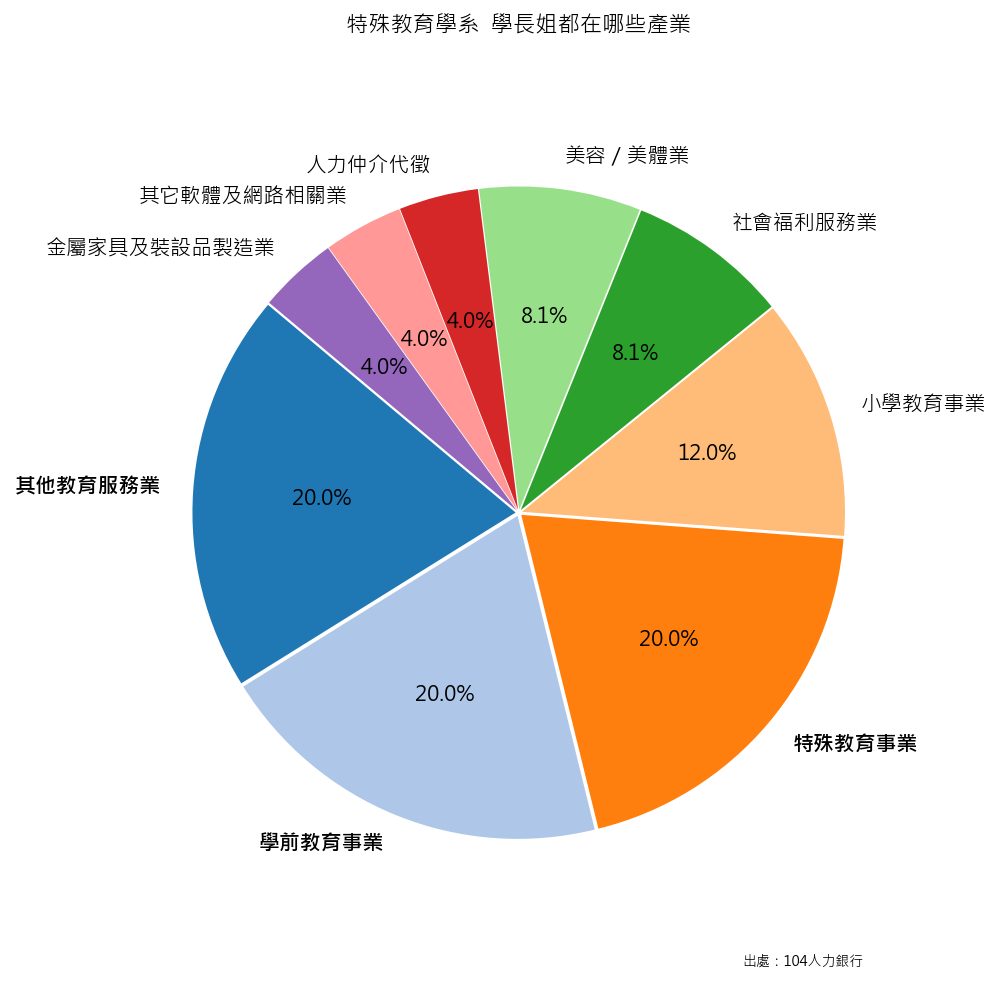 特殊教育學系 學長姐都在哪些產業
美容 / 美體業
人力仲介代徵
其它軟體及網路相關業
社會福利服務業
金屬家具及裝設品製造業
8.1%
4.0%
4.0%
8.1%
4.0%
小學教育事業
12.0%
其他教育服務業
20.0%
20.0%
20.0%
特殊教育事業
學前教育事業
出處：104人力銀行